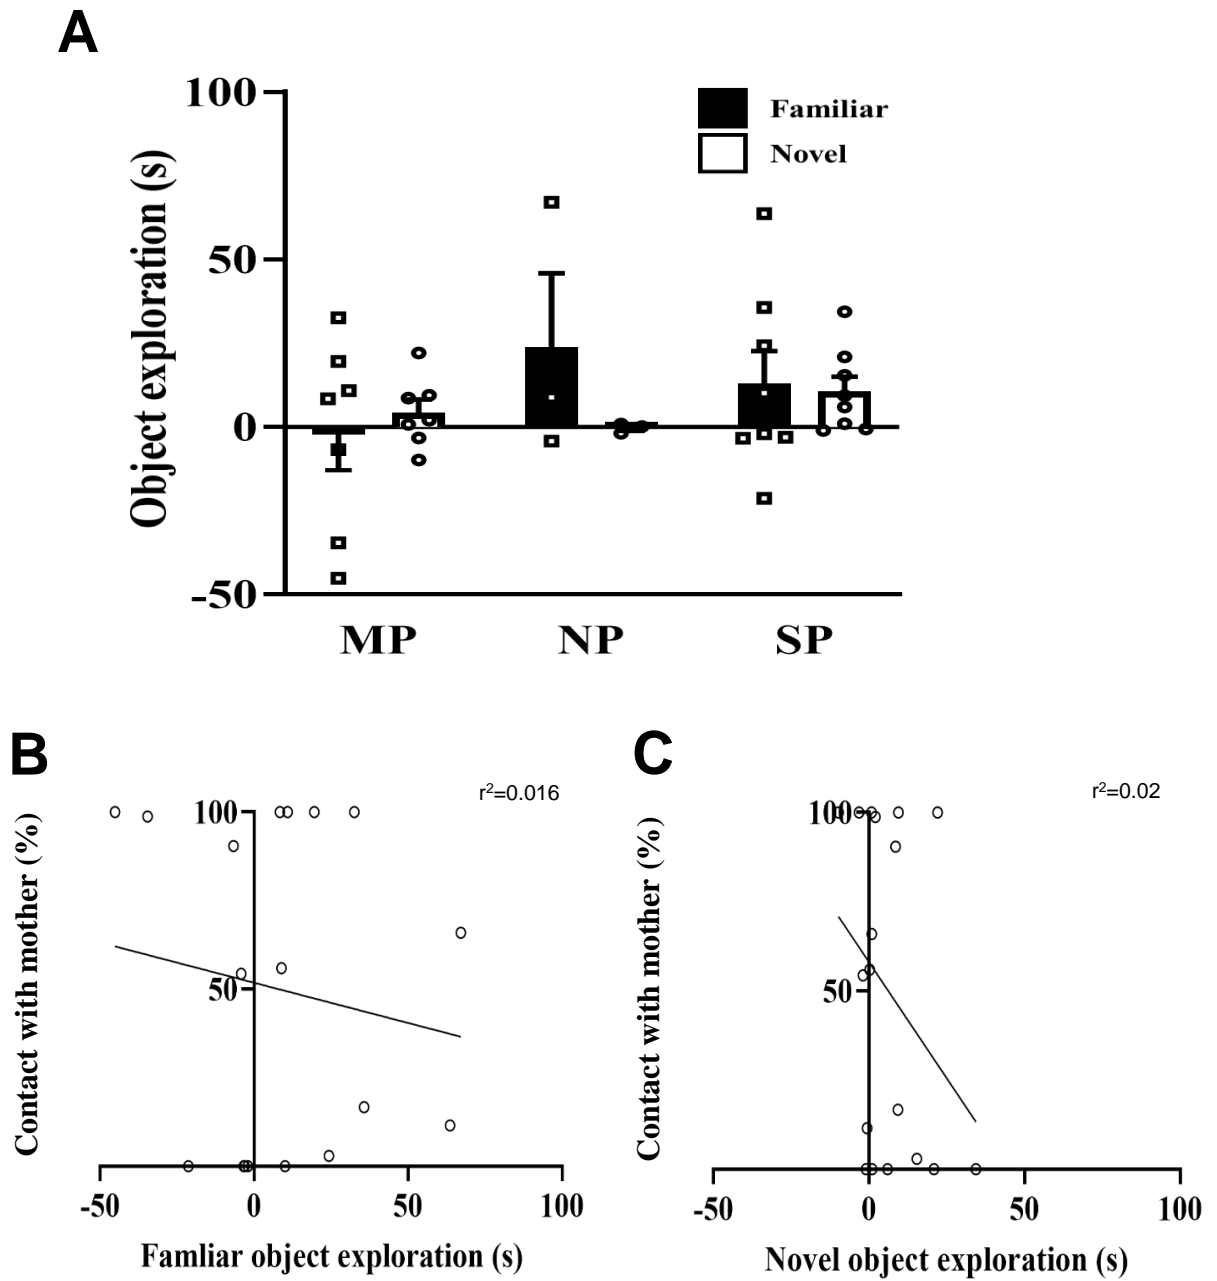 A
100
50
0
-50
Object exploration (s)
Familiar
Novel
MP NP SP
B
r²=0.016
100
50
Contact with mother (%)
-50 0 50 100
Famliar object exploration (s)
C
r²=0.02
100
50
Contact with mother (%)
-50 0 50 100
Novel object exploration (s)